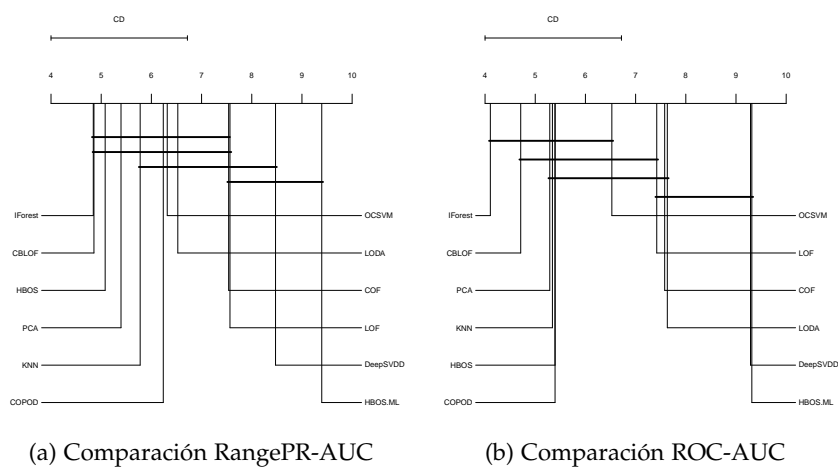 CD
4 5 6 7 8 9 10
IForest OCSVM
CBLOF LODA
HBOS COF
PCA LOF
KNN DeepSVDD
COPOD HBOS.ML
(a) Comparación RangePR-AUC
CD
4 5 6 7 8 9 10
IForest OCSVM
CBLOF LOF
PCA COF
KNN LODA
HBOS DeepSVDD
COPOD HBOS.ML
(b) Comparación ROC-AUC